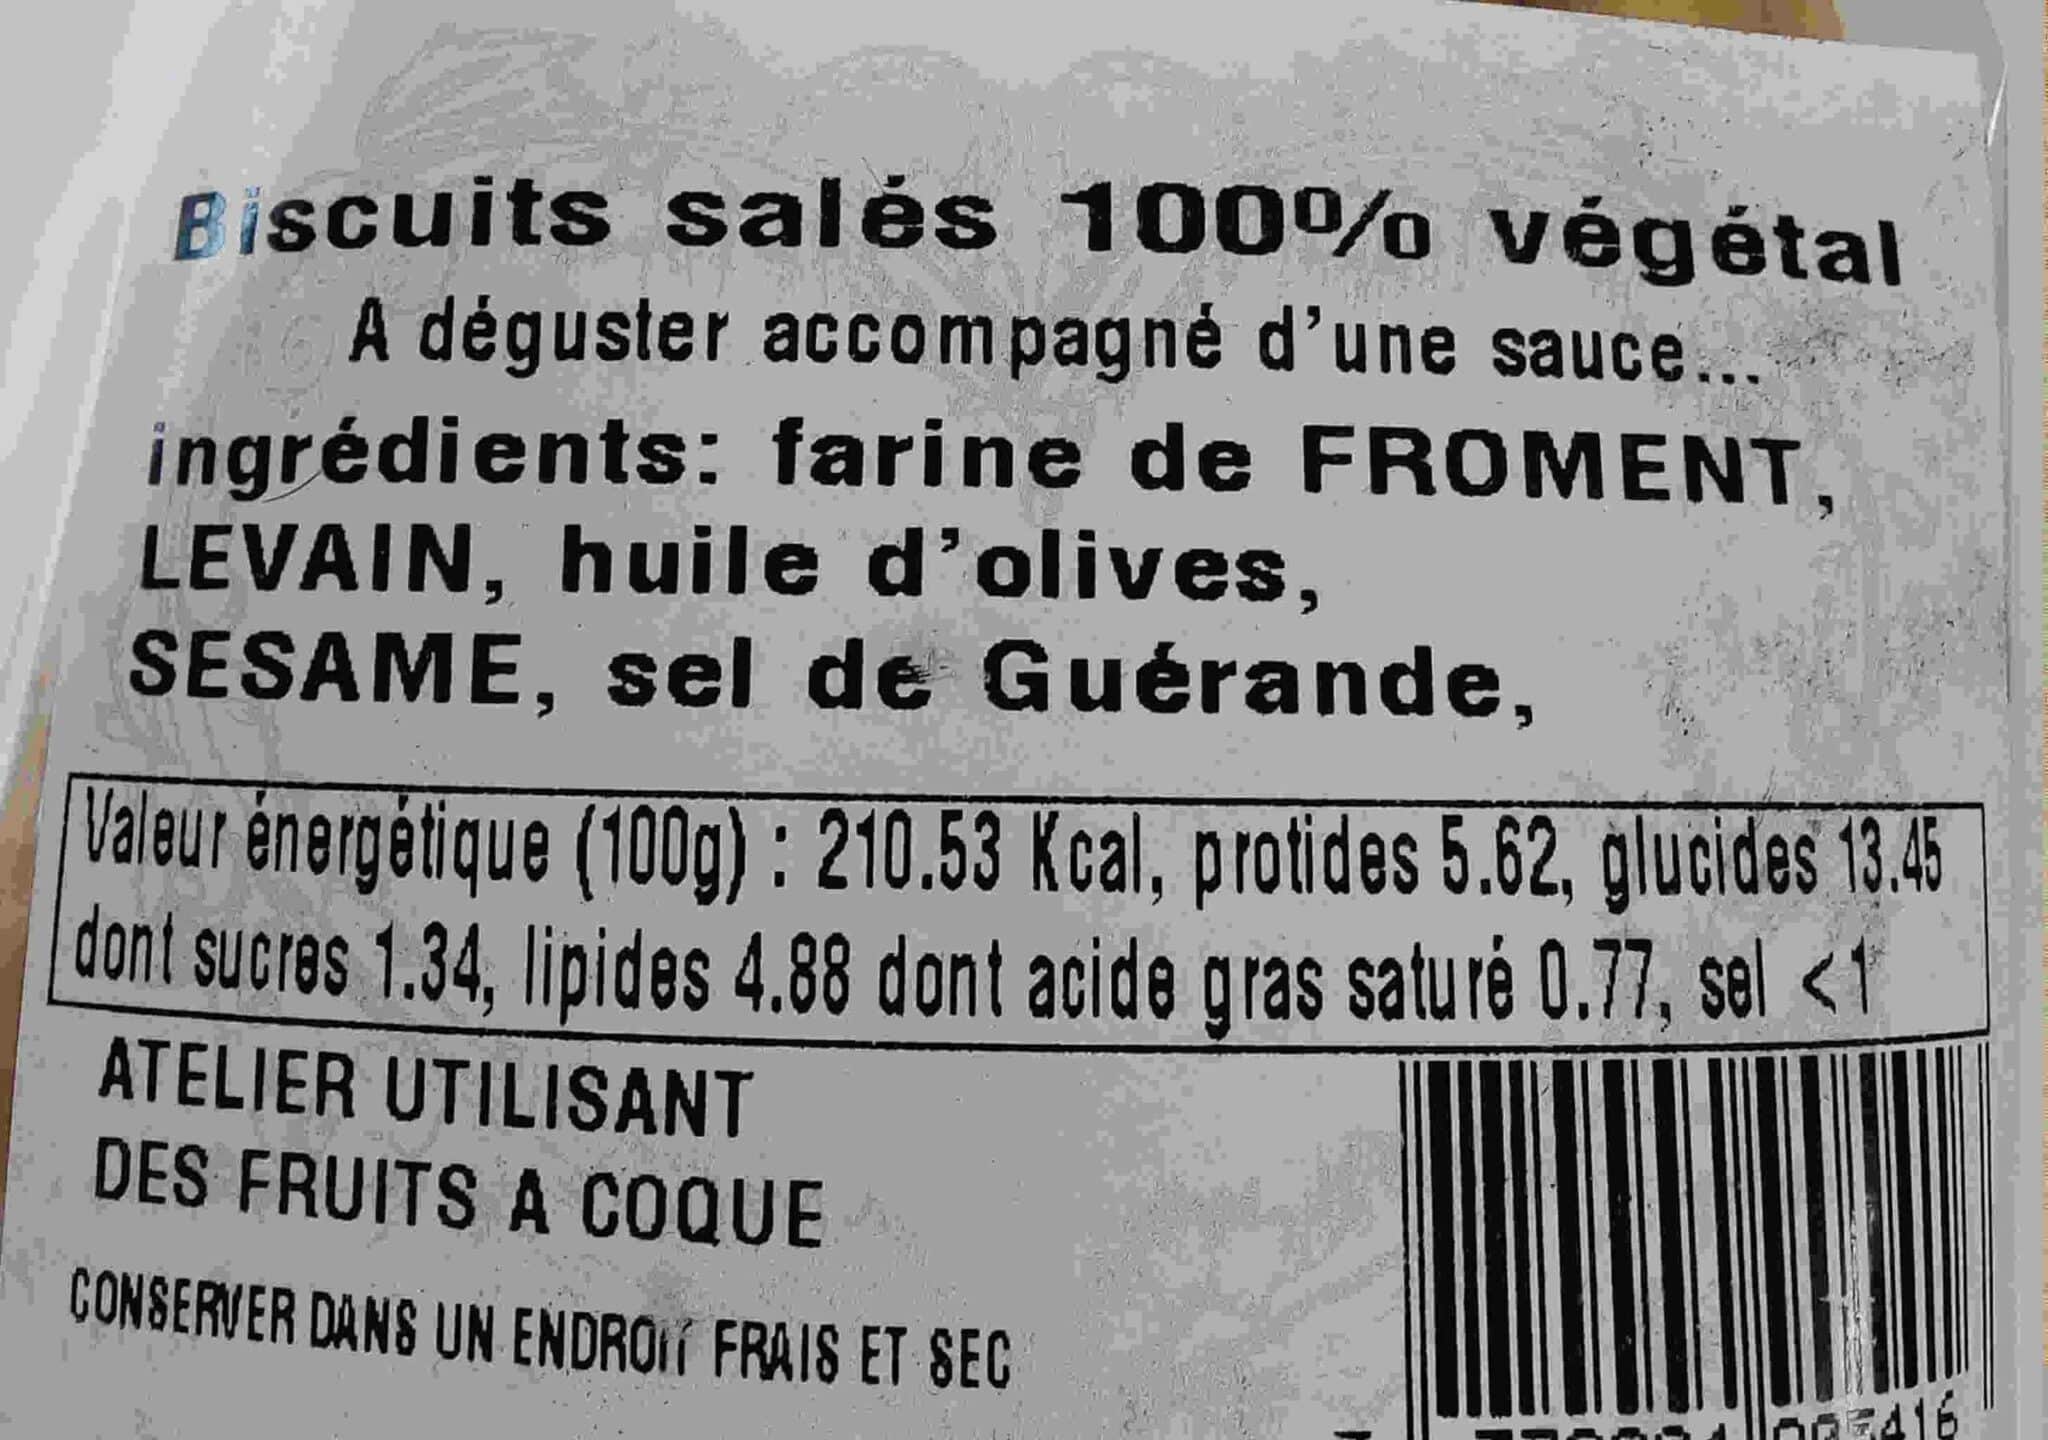 Biscuits salés 100% végétal
A déguster accompagné d'une sauce...
ingrédients: farine de FROMENT,
LEVAIN, huile d'olives,
SESAME, sel de Guérande,
Valeur énergétique (100g) : 210.53 Kcal, protides 5.62, glucides 13.45
dont sucres 1.34, lipides 4.88 dont acide gras saturé 0.77, sel <1
ATELIER UTILISANT
DES FRUITS A COQUE
CONSERVER DANS UN ENDROIT FRAIS ET SEC